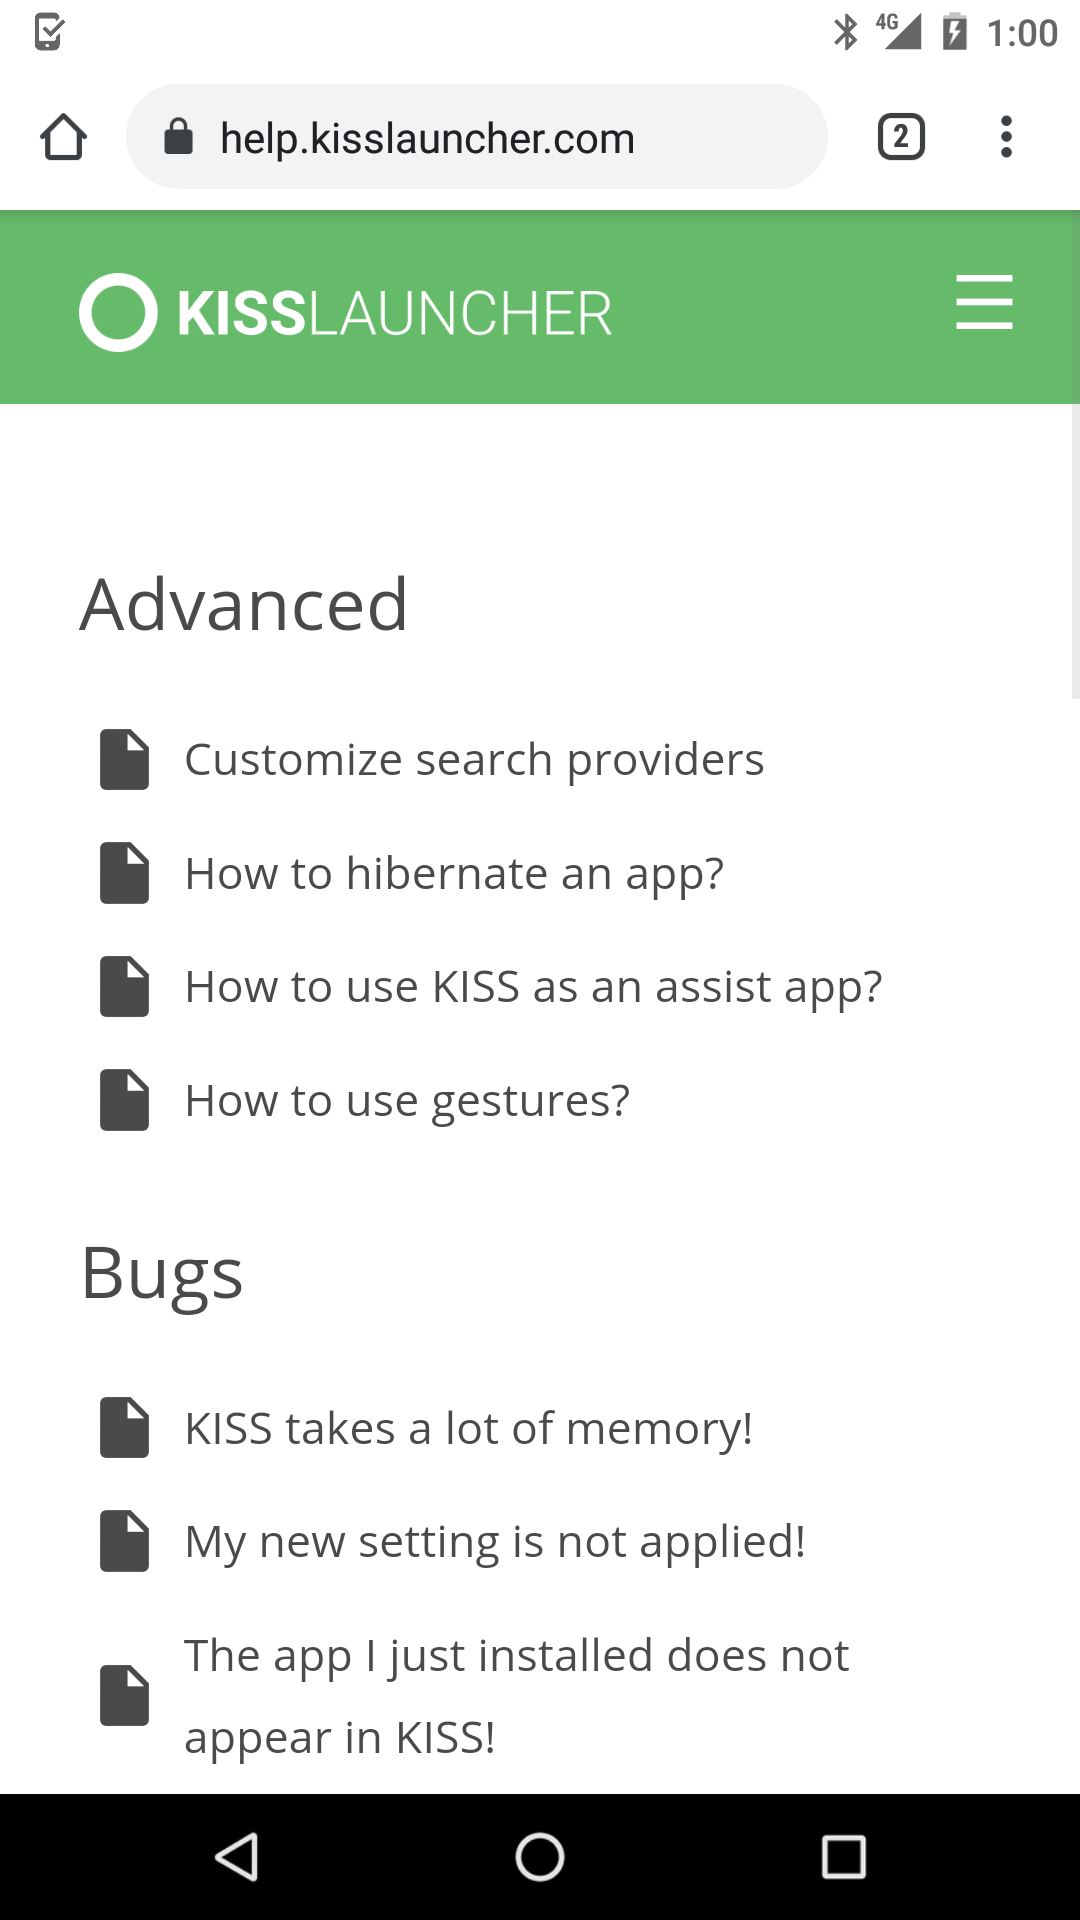 4G 1:00
help.kisslauncher.com 2
KISSLAUNCHER
Advanced
Customize search providers
How to hibernate an app?
How to use KISS as an assist app?
How to use gestures?
Bugs
KISS takes a lot of memory!
My new setting is not applied!
The app I just installed does not
appear in KISS!